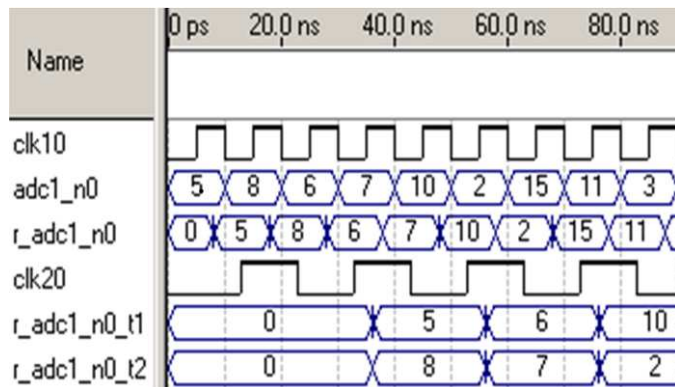 Name 0 ps 20.0 ns 40.0 ns 60.0 ns 80.0 ns
clk10
adc1_n0 5 8 6 7 10 2 15 11 3
r_adc1_n0 0 5 8 6 7 10 2 15 11
clk20
r_adc1_n0_t1 0 5 6 10
r_adc1_n0_t2 0 8 7 2